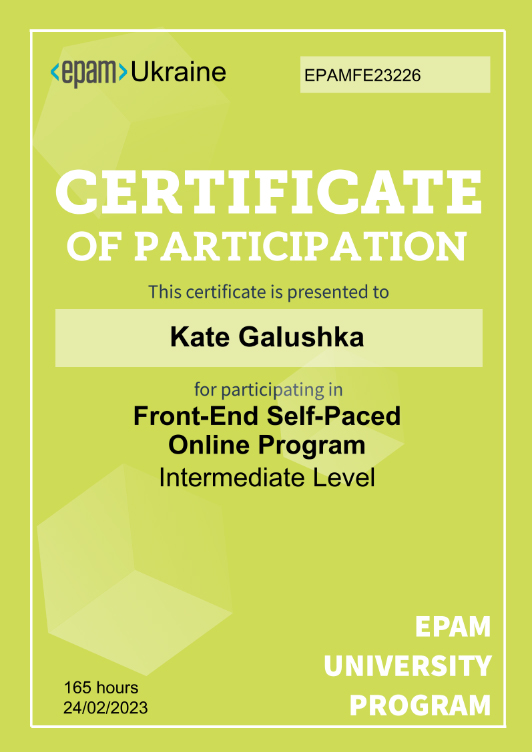 <epam>Ukraine
EPAMFE23226
CERTIFICATE
OF PARTICIPATION
This certificate is presented to
Kate Galushka
for participating in
Front-End Self-Paced
Online Program
Intermediate Level
EPAM
UNIVERSITY
PROGRAM
165 hours
24/02/2023